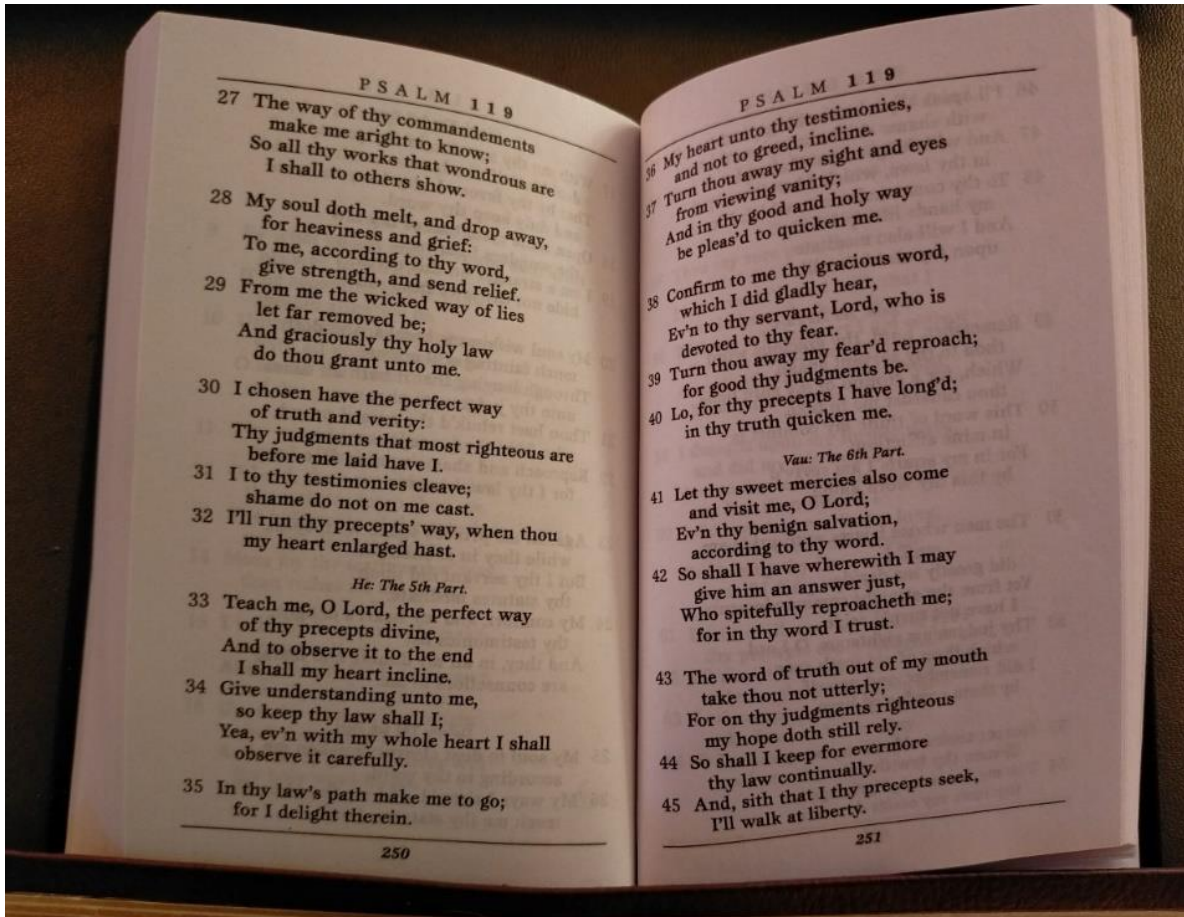 PSALM 119
27 The way of thy commandements
make me aright to know;
So all thy works that wondrous are
I shall to others show.
28 My soul doth melt, and drop away,
for heaviness and grief:
To me, according to thy word,
give strength, and send relief.
29 From me the wicked way of lies
let far removed be;
And graciously thy holy law
do thou grant unto me.
30 I chosen have the perfect way
of truth and verity:
Thy judgments that most righteous are
before me laid have I.
31 I to thy testimonies cleave;
shame do not on me cast.
32 I'll run thy precepts' way, when thou
my heart enlarged hast.
He: The 5th Part.
33 Teach me, O Lord, the perfect way
of thy precepts divine,
And to observe it to the end
I shall my heart incline.
34 Give understanding unto me,
so keep thy law shall I;
Yea, ev'n with my whole heart I shall
observe it carefully.
35 In thy law's path make me to go;
for I delight therein.
250
PSALM 119
36 My heart unto thy testimonies,
and not to greed, incline.
37 Turn thou away my sight and eyes
from viewing vanity;
And in thy good and holy way
be pleas'd to quicken me.
38 Confirm to me thy gracious word,
which I did gladly hear,
Ev'n to thy servant, Lord, who is
devoted to thy fear.
39 Turn thou away my fear'd reproach;
for good thy judgments be.
40 Lo, for thy precepts I have long'd;
in thy truth quicken me.
Vau: The 6th Part.
41 Let thy sweet mercies also come
and visit me, O Lord;
Ev'n thy benign salvation,
according to thy word.
42 So shall I have wherewith I may
give him an answer just,
Who spitefully reproacheth me;
for in thy word I trust.
43 The word of truth out of my mouth
take thou not utterly;
For on thy judgments righteous
my hope doth still rely.
44 So shall I keep for evermore
thy law continually.
45 And, sith that I thy precepts seek,
I'll walk at liberty.
251